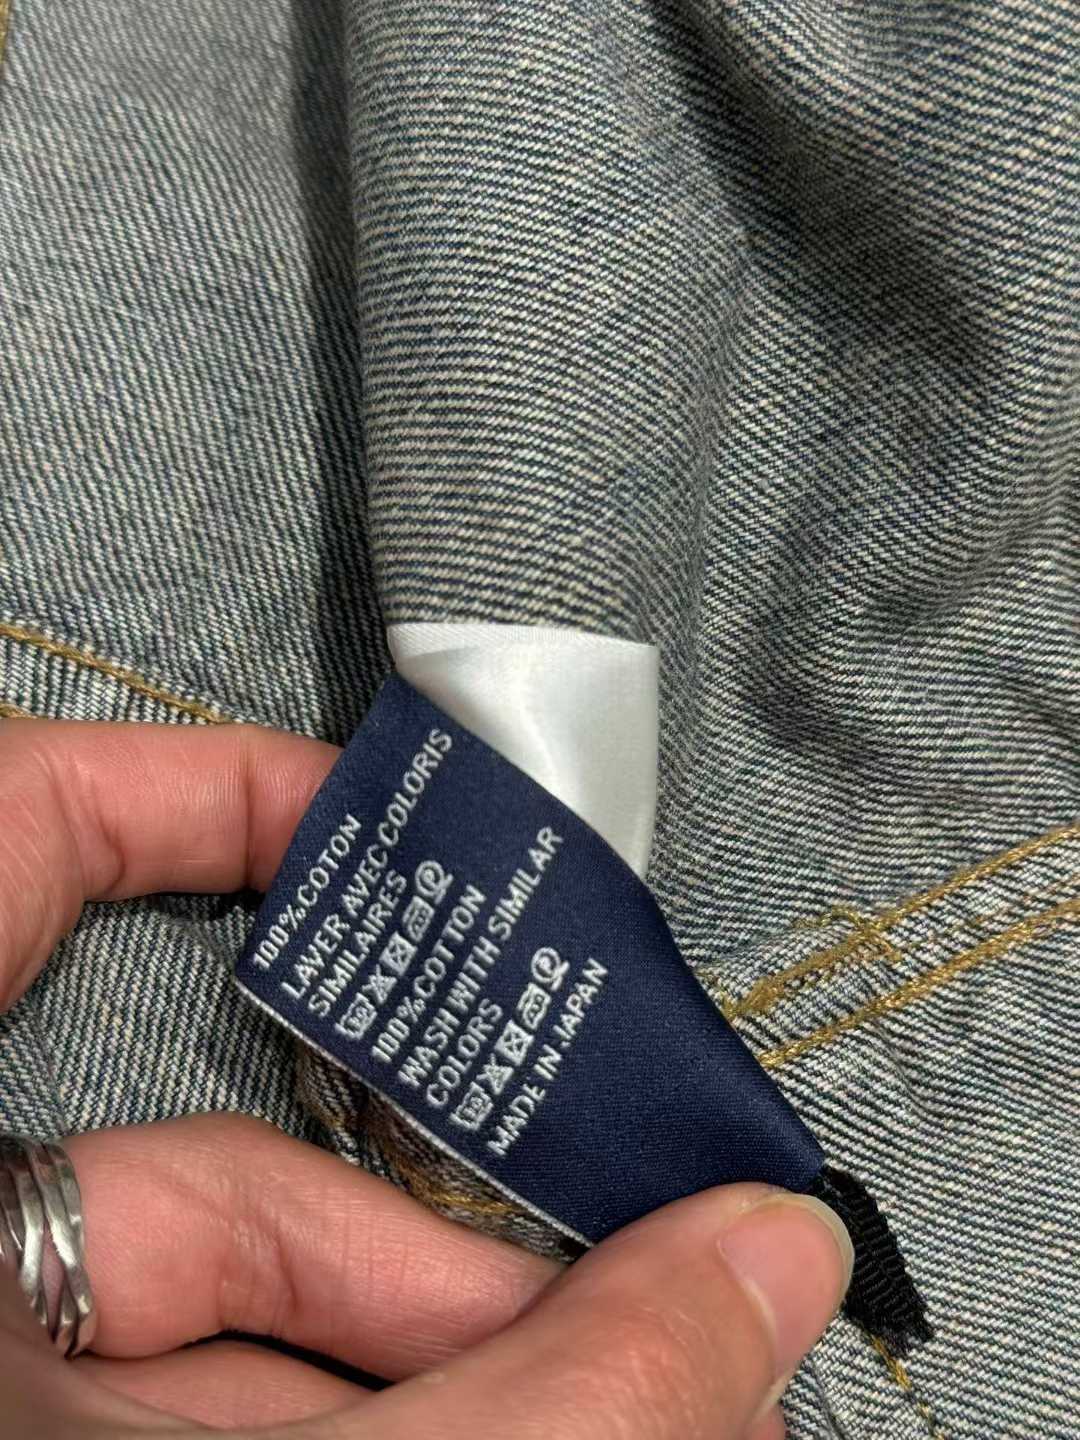 100%COTON
LAVER AVEC COLORIS
SIMILAIRES
100%COTTON
WASH WITH SIMILAR
COLORS
MADE IN JAPAN